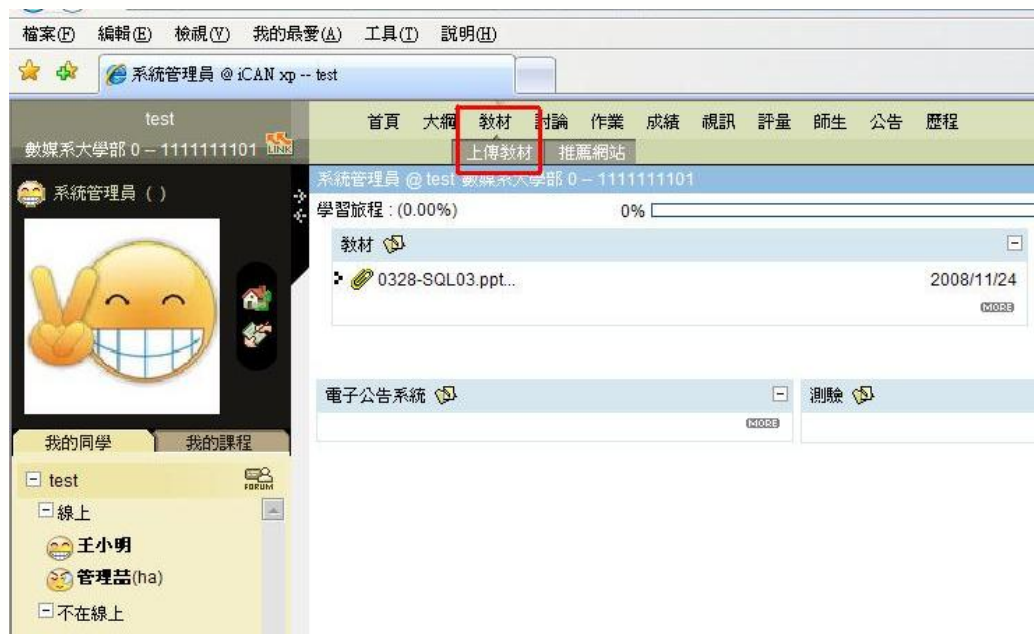 檔案(F) 編輯(E) 檢視(V) 我的最愛(A) 工具(T) 說明(H)
系統管理員 @ iCAN xp -- test
test
數媒系大學部 0 -- 1111111101 LINK
首頁 大綱 教材 討論 作業 成績 視訊 評量 師生 公告 歷程
上傳教材 推薦網站
系統管理員 ( )
系統管理員 @ test 數媒系大學部 0 -- 1111111101
學習旅程 : (0.00%) 0%
教材
0328-SQL03.ppt... 2008/11/24
MORE
電子公告系統 測驗
MORE
我的同學 我的課程
test FORUM
線上
王小明
管理喆(ha)
不在線上